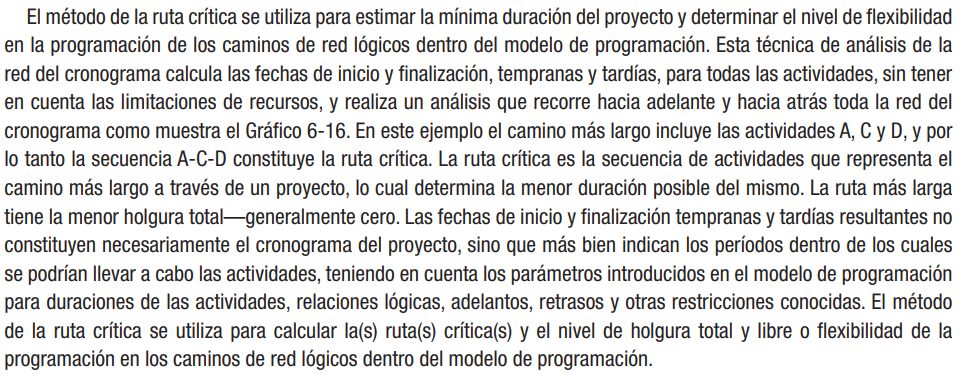 El método de la ruta crítica se utiliza para estimar la mínima duración del proyecto y determinar el nivel de flexibilidad
en la programación de los caminos de red lógicos dentro del modelo de programación. Esta técnica de análisis de la
red del cronograma calcula las fechas de inicio y finalización, tempranas y tardías, para todas las actividades, sin tener
en cuenta las limitaciones de recursos, y realiza un análisis que recorre hacia adelante y hacia atrás toda la red del
cronograma como muestra el Gráfico 6-16. En este ejemplo el camino más largo incluye las actividades A, C y D, y por
lo tanto la secuencia A-C-D constituye la ruta crítica. La ruta crítica es la secuencia de actividades que representa el
camino más largo a través de un proyecto, lo cual determina la menor duración posible del mismo. La ruta más larga
tiene la menor holgura total—generalmente cero. Las fechas de inicio y finalización tempranas y tardías resultantes no
constituyen necesariamente el cronograma del proyecto, sino que más bien indican los períodos dentro de los cuales
se podrían llevar a cabo las actividades, teniendo en cuenta los parámetros introducidos en el modelo de programación
para duraciones de las actividades, relaciones lógicas, adelantos, retrasos y otras restricciones conocidas. El método
de la ruta crítica se utiliza para calcular la(s) ruta(s) crítica(s) y el nivel de holgura total y libre o flexibilidad de la
programación en los caminos de red lógicos dentro del modelo de programación.